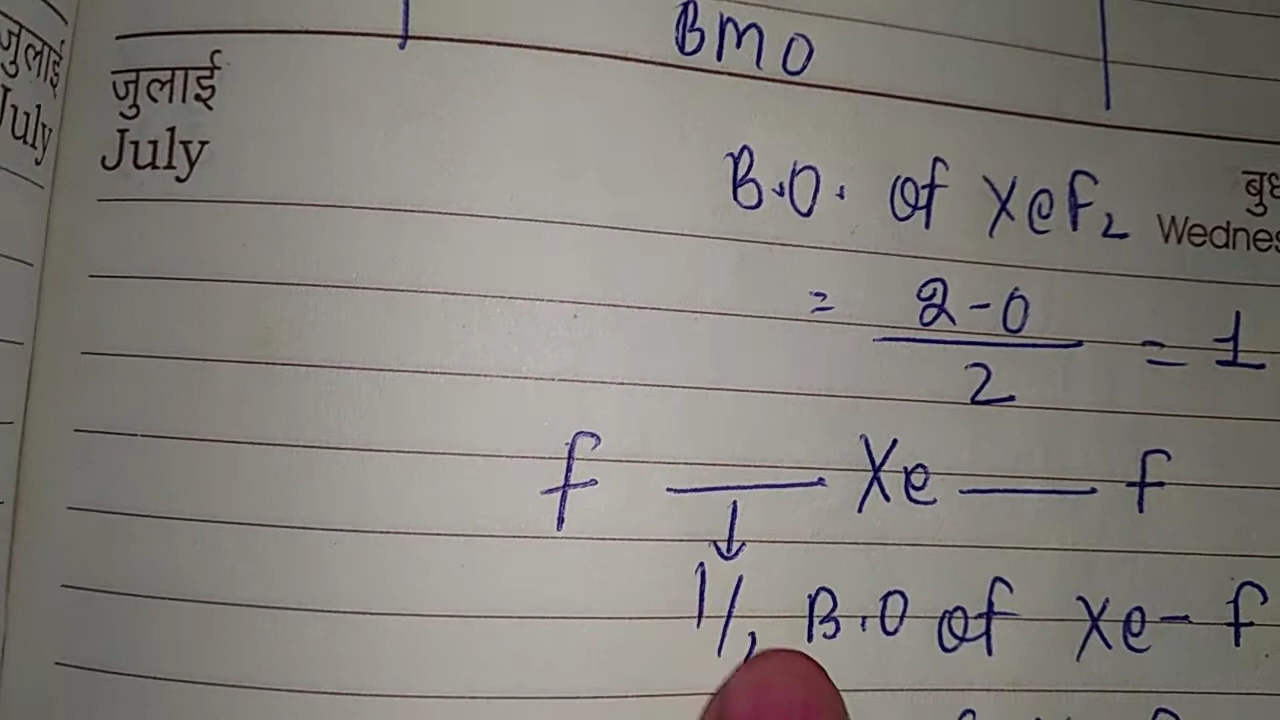 जुलाई
July
BMO
जुलाई
July
B.O. of XeF₂
Wednes
= 2-0 / 2 = 1
F — Xe — F
↓
1/2 B.O of Xe-F